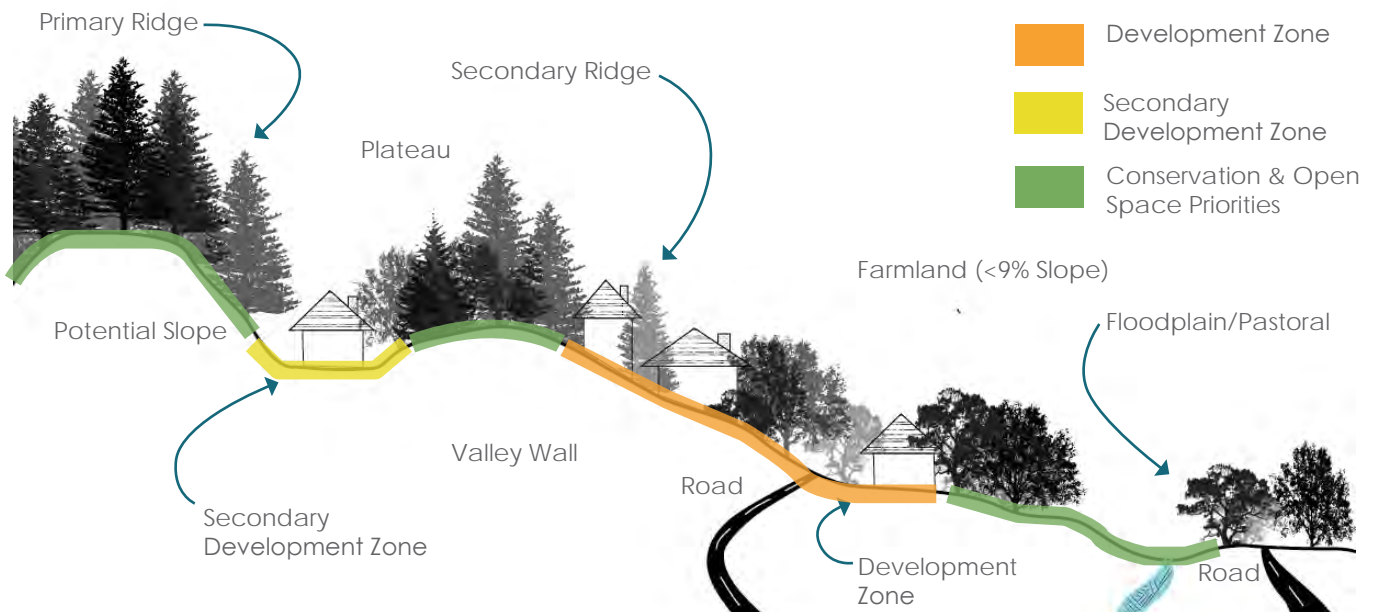 Primary Ridge
Secondary Ridge
Plateau
Development Zone
Secondary
Development Zone
Conservation & Open
Space Priorities
Farmland (<9% Slope)
Potential Slope
Floodplain/Pastoral
Valley Wall
Road
Secondary
Development Zone
Development
Zone
Road